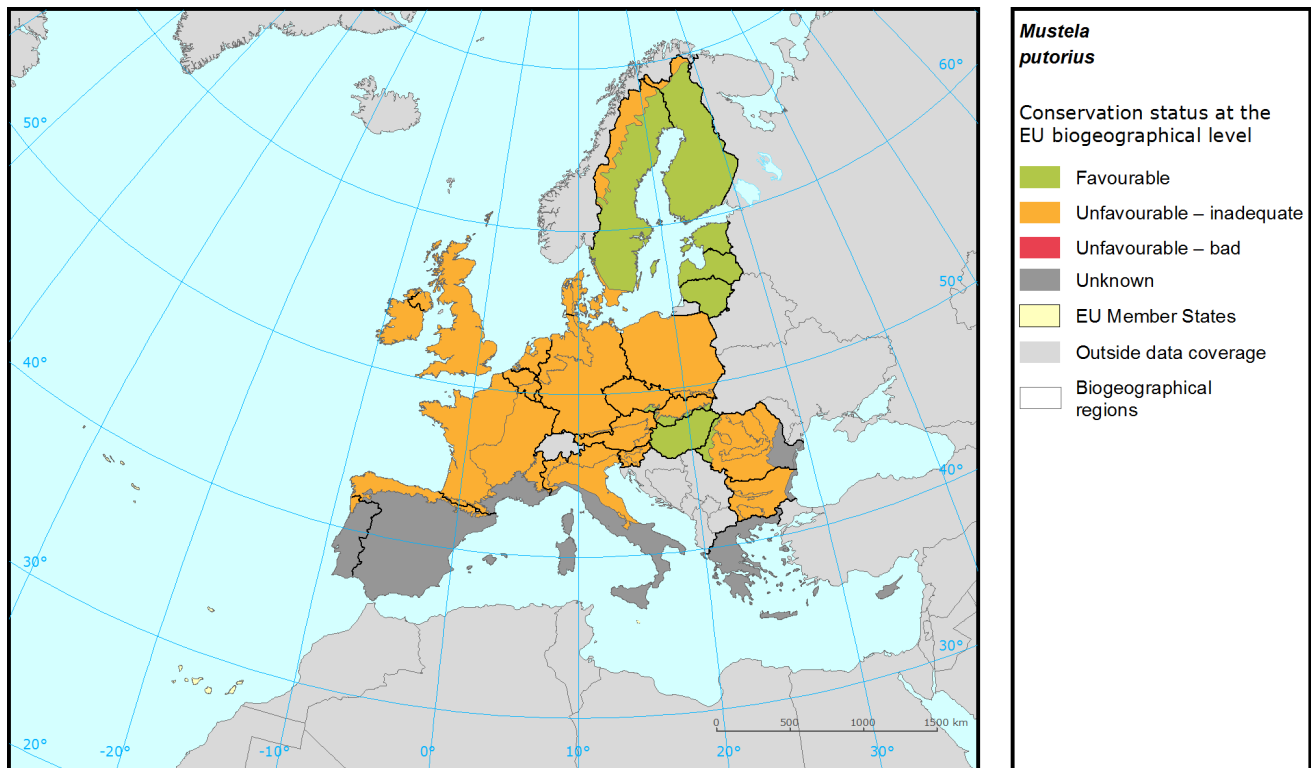 60°
50°
50°
40°
40°
30°
30°
20°
-20°
-10°
0°
10°
20°
30°
0 500 1000 1500 km
Mustela
putorius
Conservation status at the
EU biogeographical level
Favourable
Unfavourable – inadequate
Unfavourable – bad
Unknown
EU Member States
Outside data coverage
Biogeographical
regions